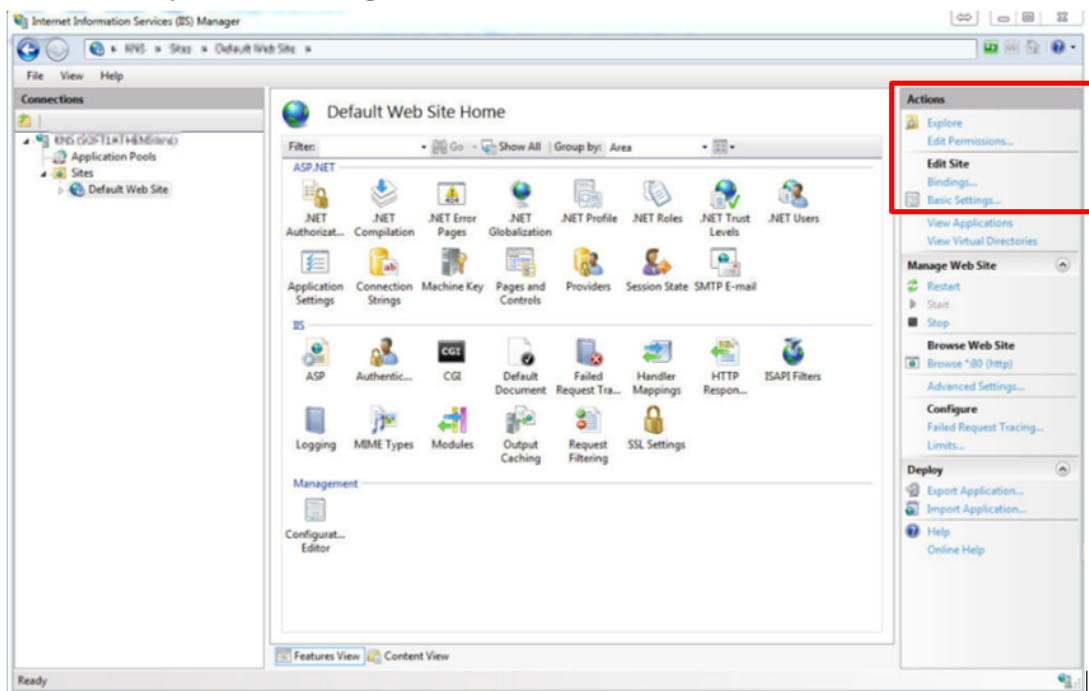 Internet Information Services (IIS) Manager
Sites Default Web Site
File View Help
Connections
Application Pools
Sites
Default Web Site
Default Web Site Home
Filter: Go Show All Group by: Area
ASP.NET
.NET Authorizat...
.NET Compilation
.NET Error Pages
.NET Globalization
.NET Profile
.NET Roles
.NET Trust Levels
.NET Users
Application Settings
Connection Strings
Machine Key
Pages and Controls
Providers
Session State
SMTP E-mail
IIS
ASP
Authentic...
CGI
Default Document
Failed Request Tra...
Handler Mappings
HTTP Respon...
ISAPI Filters
Logging
MIME Types
Modules
Output Caching
Request Filtering
SSL Settings
Management
Configurat... Editor
Features View Content View
Ready
Actions
Explore
Edit Permissions...
Edit Site
Bindings...
Basic Settings...
View Applications
View Virtual Directories
Manage Web Site
Restart
Start
Stop
Browse Web Site
Browse *:80 (http)
Advanced Settings...
Configure
Failed Request Tracing...
Limits...
Deploy
Export Application...
Import Application...
Help
Online Help